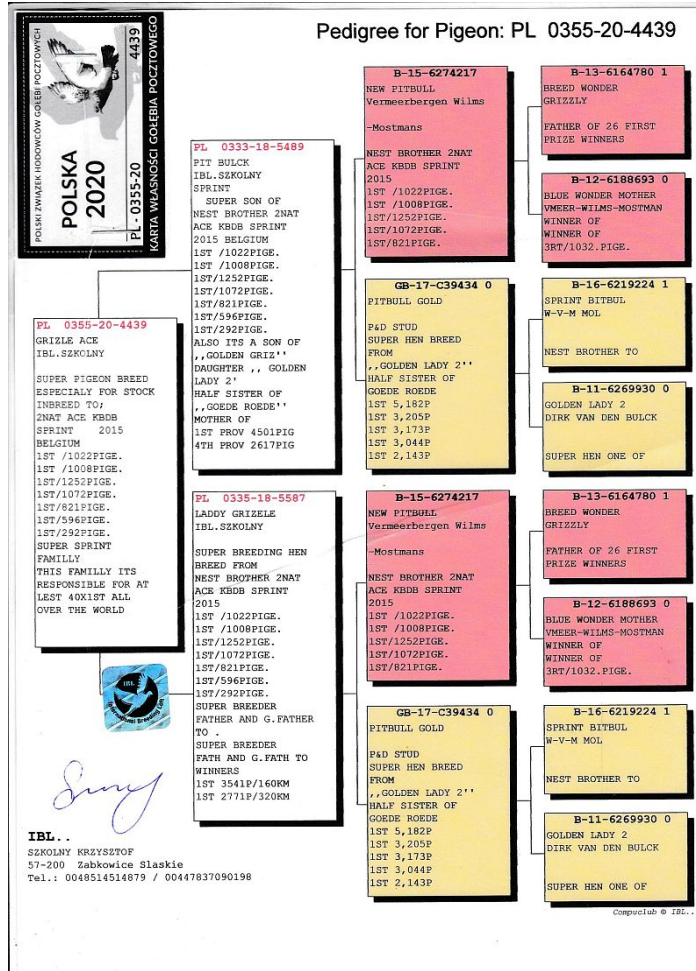 Pedigree for Pigeon: PL 0355-20-4439
POLSKI ZWIĄZEK HODOWCÓW GOŁĘBI POCZTOWYCH
POLSKA
2020
PL - 0355-20 4439
KARTA WŁASNOŚCI GOŁĘBIA POCZTOWEGO
PL 0355-20-4439
GRIZLE ACE
IBL.SZKOLNY
SUPER PIGEON BREED
ESPECIALY FOR STOCK
INBREED TO;
2NAT ACE KBDB
SPRINT 2015
BELGIUM
1ST /1022PIGE.
1ST /1008PIGE.
1ST/1252PIGE.
1ST/1072PIGE.
1ST/821PIGE.
1ST/596PIGE.
1ST/292PIGE.
SUPER SPRINT
FAMILLY
THIS FAMILLY ITS
RESPONSIBLE FOR AT
LEST 40X1ST ALL
OVER THE WORLD
PL 0333-18-5489
PIT BULCK
IBL.SZKOLNY
SPRINT
SUPER SON OF
NEST BROTHER 2NAT
ACE KBDB SPRINT
2015 BELGIUM
1ST /1022PIGE.
1ST /1008PIGE.
1ST/1252PIGE.
1ST/1072PIGE.
1ST/821PIGE.
1ST/596PIGE.
1ST/292PIGE.
ALSO ITS A SON OF
,,GOLDEN GRIZ''
DAUGHTER ,, GOLDEN
LADY 2'
HALF SISTER OF
,,GOEDE ROEDE''
MOTHER OF
1ST PROV 4501PIG
4TH PROV 2617PIG
PL 0335-18-5587
LADDY GRIZELE
IBL.SZKOLNY
SUPER BREEDING HEN
BREED FROM
NEST BROTHER 2NAT
ACE KBDB SPRINT
2015
1ST /1022PIGE.
1ST /1008PIGE.
1ST/1252PIGE.
1ST/1072PIGE.
1ST/821PIGE.
1ST/596PIGE.
1ST/292PIGE.
SUPER BREEDER
FATHER AND G.FATHER
TO .
SUPER BREEDER
FATH AND G.FATH TO
WINNERS
1ST 3541P/160KM
1ST 2771P/320KM
B-15-6274217
NEW PITBULL
Vermeerbergen Wilms
-Mostmans
NEST BROTHER 2NAT
ACE KBDB SPRINT
2015
1ST /1022PIGE.
1ST /1008PIGE.
1ST/1252PIGE.
1ST/1072PIGE.
1ST/821PIGE.
GB-17-C39434 0
PITBULL GOLD
P&D STUD
SUPER HEN BREED
FROM
,,GOLDEN LADY 2''
HALF SISTER OF
GOEDE ROEDE
1ST 5,182P
1ST 3,205P
1ST 3,173P
1ST 3,044P
1ST 2,143P
B-15-6274217
NEW PITBULL
Vermeerbergen Wilms
-Mostmans
NEST BROTHER 2NAT
ACE KBDB SPRINT
2015
1ST /1022PIGE.
1ST /1008PIGE.
1ST/1252PIGE.
1ST/1072PIGE.
1ST/821PIGE.
GB-17-C39434 0
PITBULL GOLD
P&D STUD
SUPER HEN BREED
FROM
,,GOLDEN LADY 2''
HALF SISTER OF
GOEDE ROEDE
1ST 5,182P
1ST 3,205P
1ST 3,173P
1ST 3,044P
1ST 2,143P
B-13-6164780 1
BREED WONDER
GRIZZLY
FATHER OF 26 FIRST
PRIZE WINNERS
B-12-6188693 0
BLUE WONDER MOTHER
VMEER-WILMS-MOSTMAN
WINNER OF
WINNER OF
3RT/1032.PIGE.
B-16-6219224 1
SPRINT BITBUL
W-V-M MOL
NEST BROTHER TO
B-11-6269930 0
GOLDEN LADY 2
DIRK VAN DEN BULCK
SUPER HEN ONE OF
B-13-6164780 1
BREED WONDER
GRIZZLY
FATHER OF 26 FIRST
PRIZE WINNERS
B-12-6188693 0
BLUE WONDER MOTHER
VMEER-WILMS-MOSTMAN
WINNER OF
WINNER OF
3RT/1032.PIGE.
B-16-6219224 1
SPRINT BITBUL
W-V-M MOL
NEST BROTHER TO
B-11-6269930 0
GOLDEN LADY 2
DIRK VAN DEN BULCK
SUPER HEN ONE OF
IBL
International Breeding Loft
IBL..
SZKOLNY KRZYSZTOF
57-200 Zabkowice Slaskie
Tel.: 0048514514879 / 00447837090198
Compuclub © IBL..